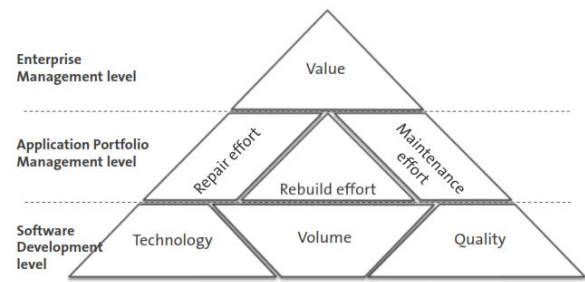 Enterprise
Management level
Value
Application Portfolio
Management level
Repair effort
Rebuild effort
Maintenance
effort
Software
Development
level
Technology
Volume
Quality